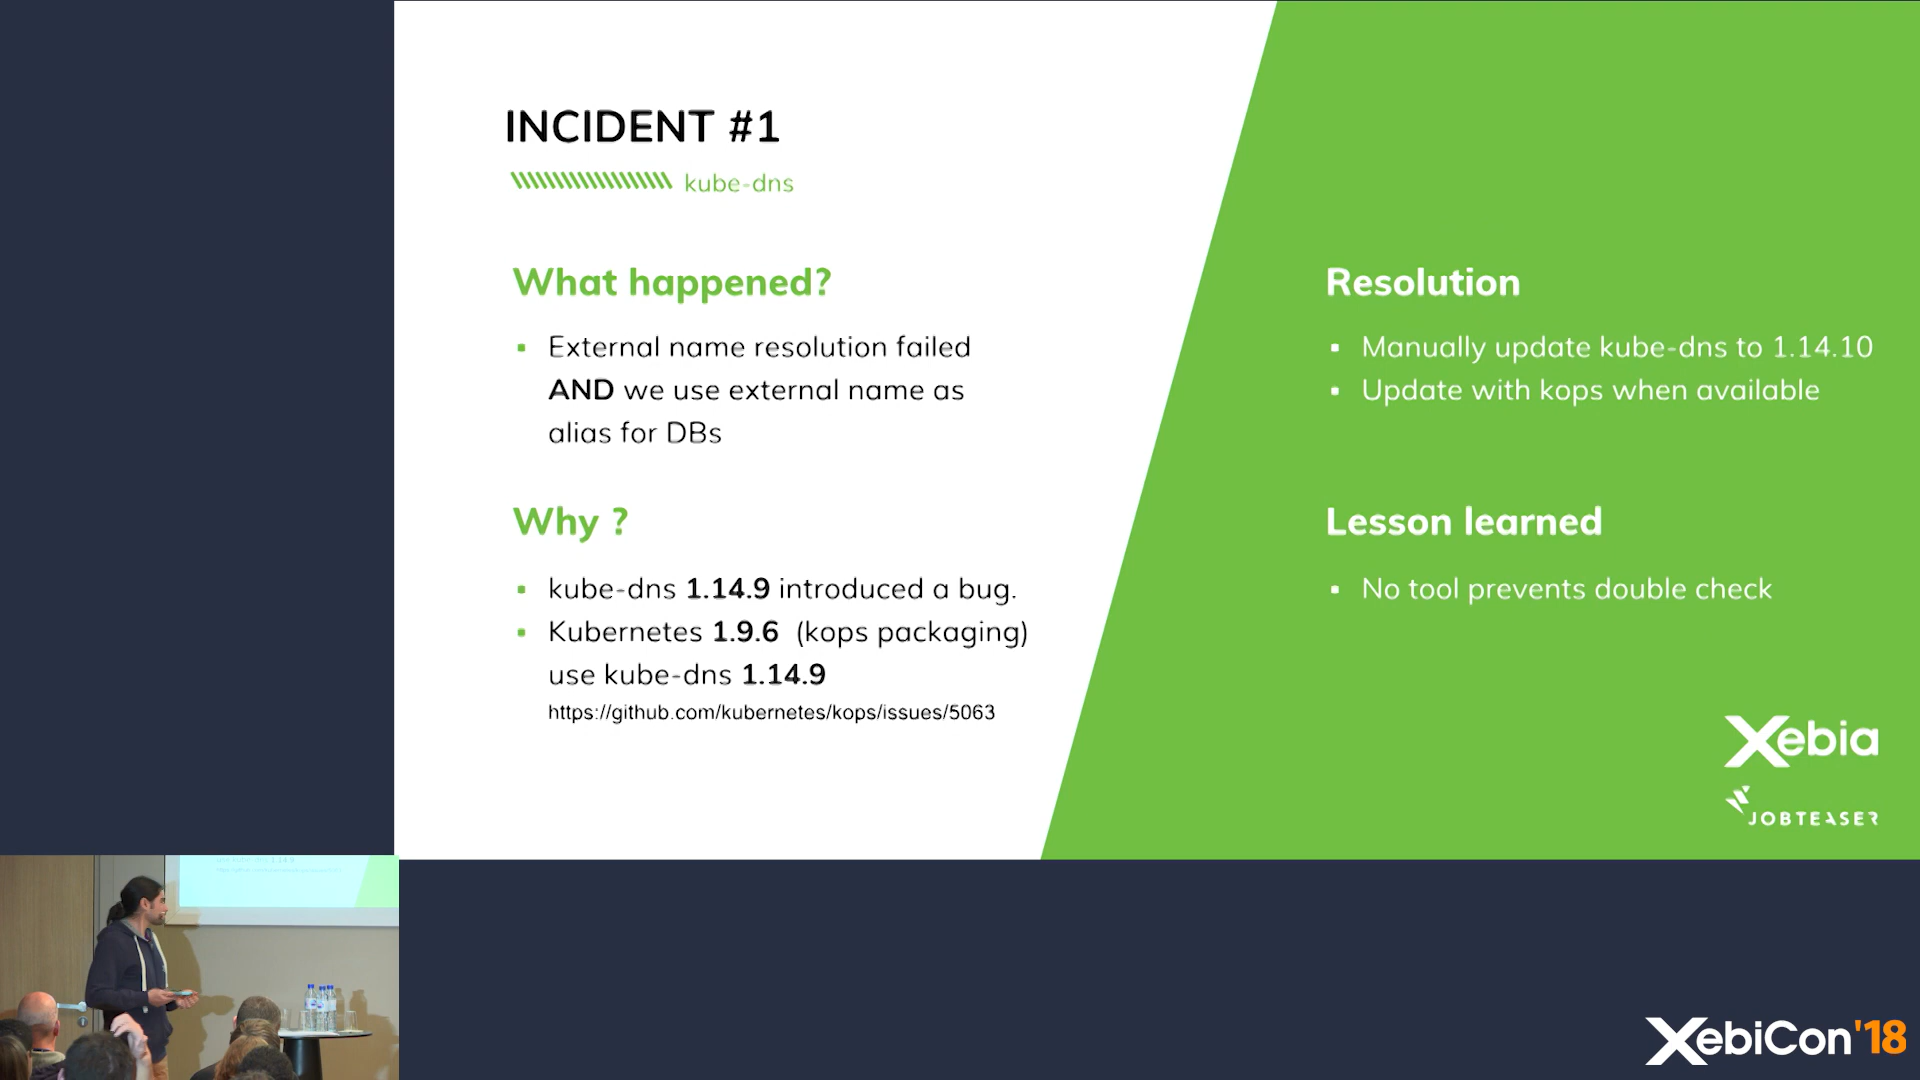 INCIDENT #1
kube-dns
What happened?
▪ External name resolution failed
AND we use external name as
alias for DBs
Why ?
▪ kube-dns 1.14.9 introduced a bug.
▪ Kubernetes 1.9.6 (kops packaging)
use kube-dns 1.14.9
https://github.com/kubernetes/kops/issues/5063
Resolution
▪ Manually update kube-dns to 1.14.10
▪ Update with kops when available
Lesson learned
▪ No tool prevents double check
Xebia
JOBTEASER
XebiCon'18